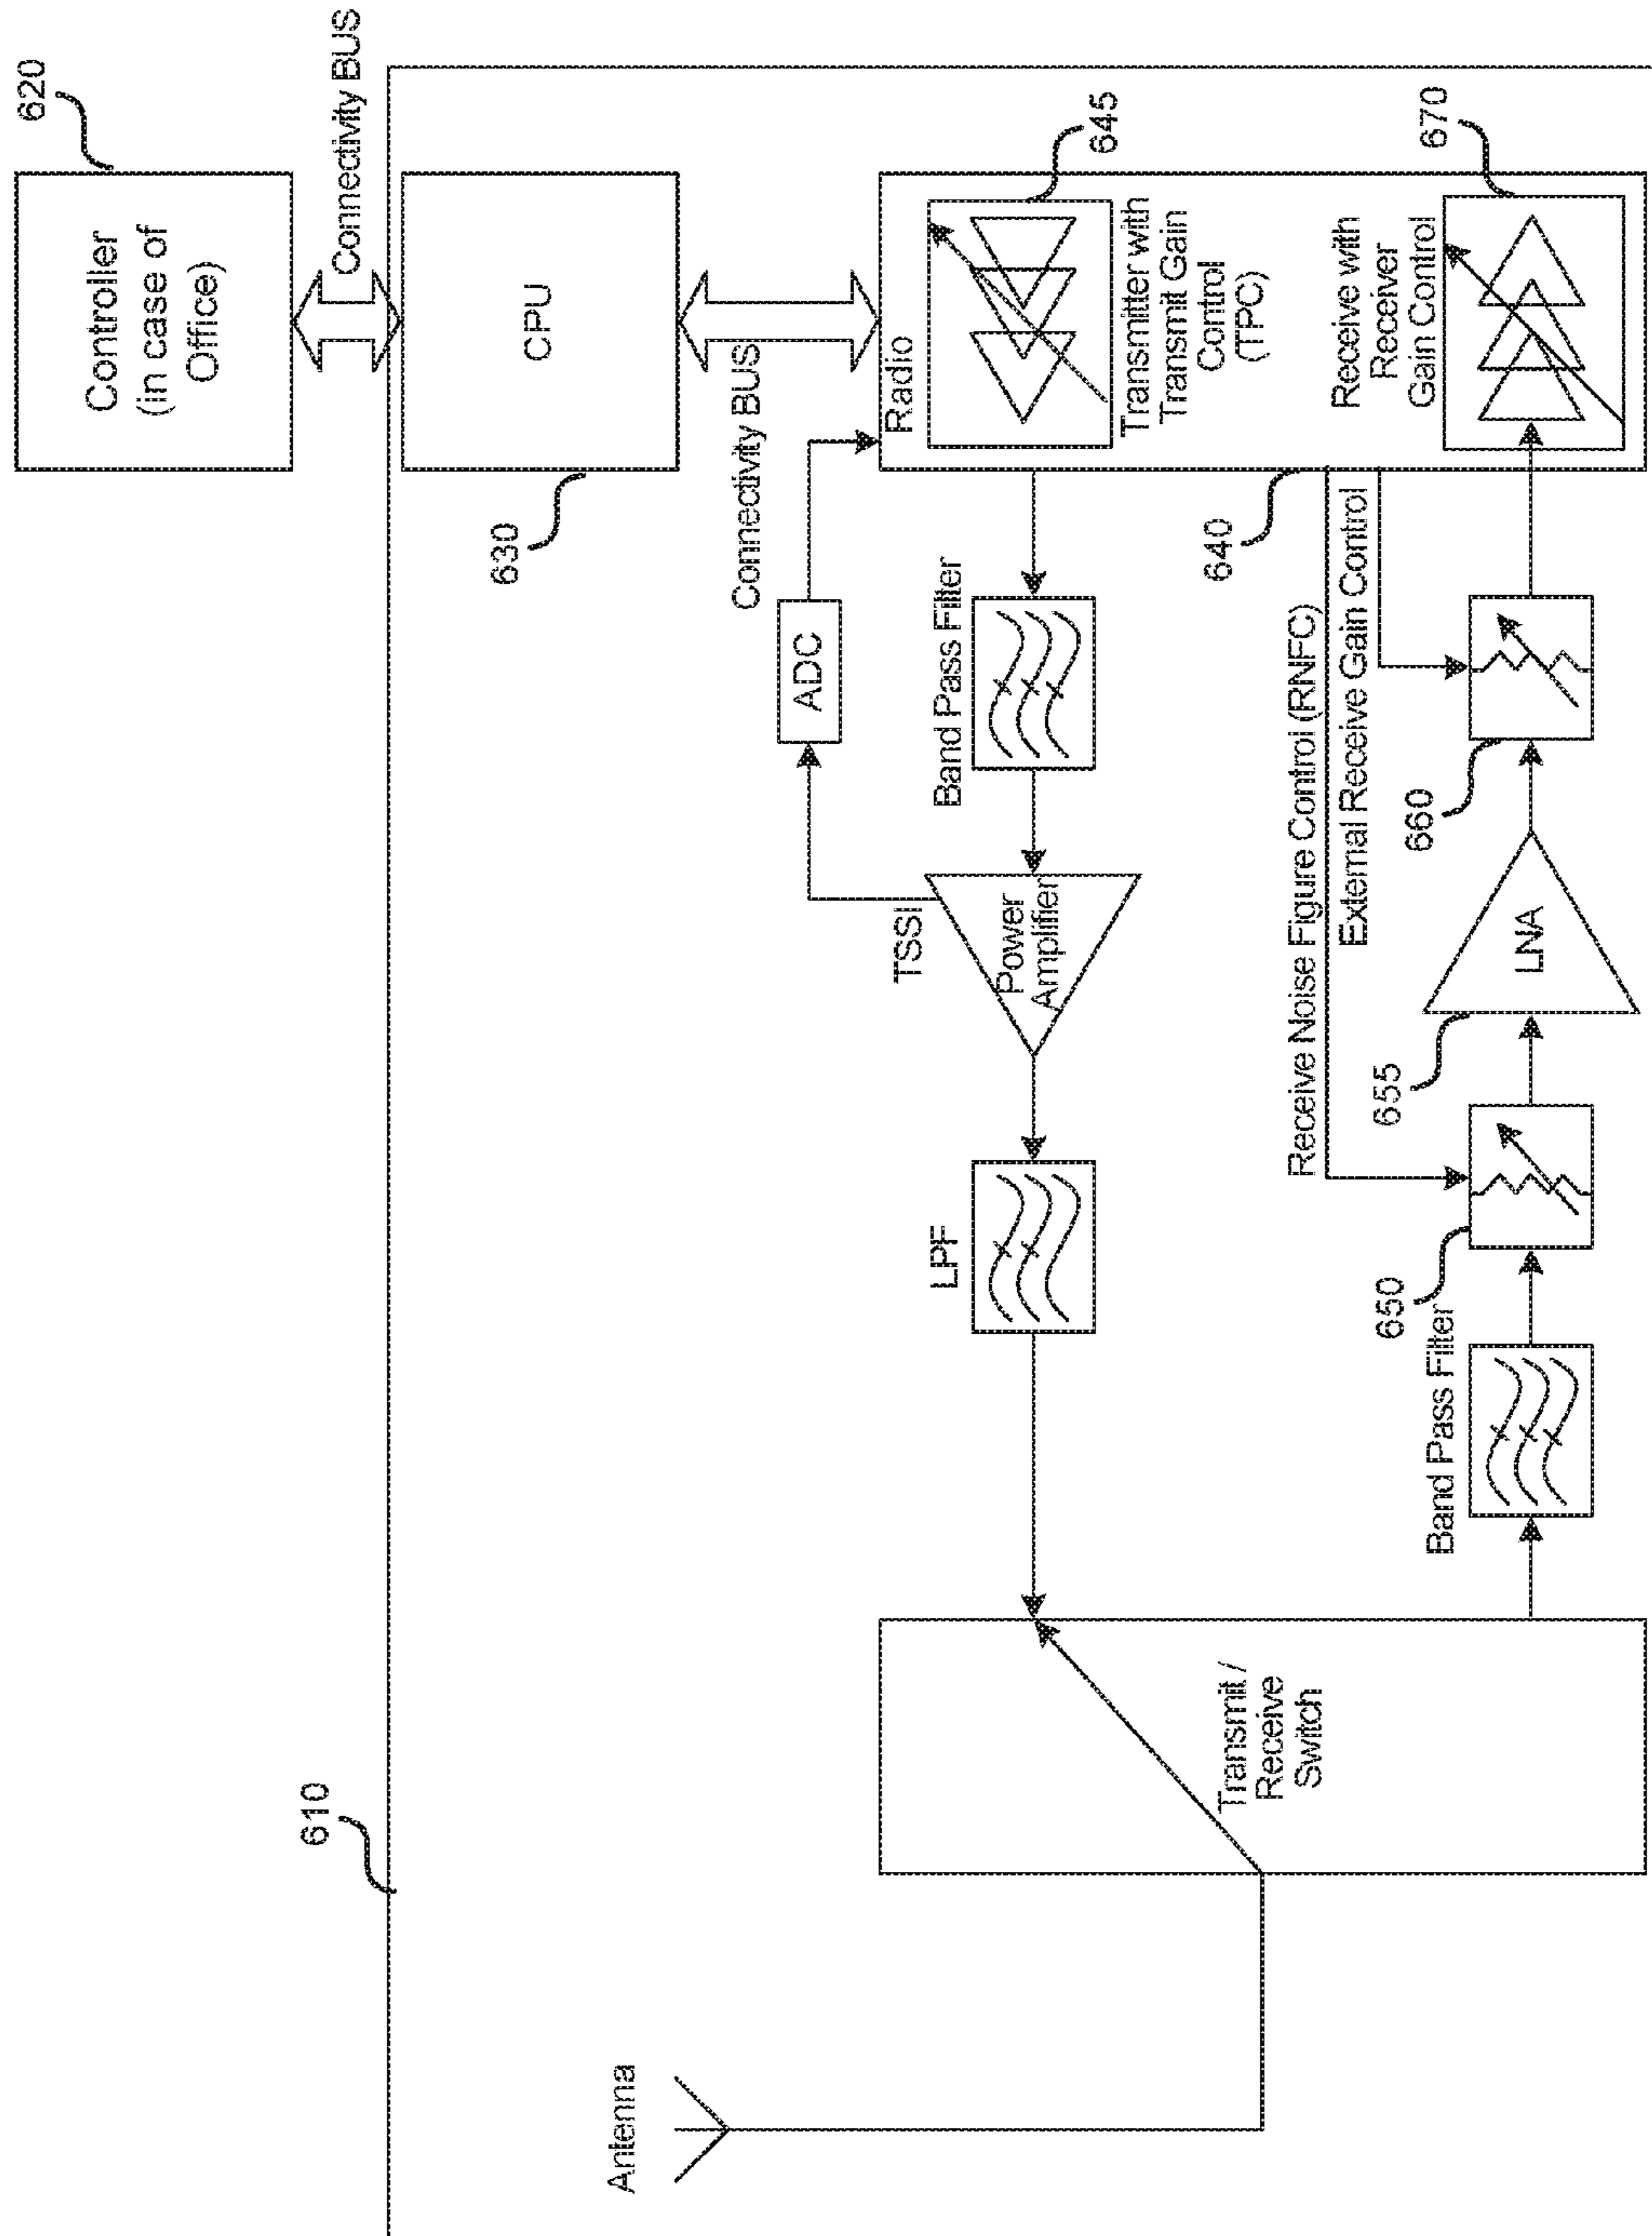 620
Controller
(in case of
Office)
Connectivity BUS
610
CPU
630
Connectivity BUS
Antenna
ADC
Radio
645
TSSI
Power
Amplifier
LPF
Band Pass Filter
Transmitter with
Transmit Gain
Control
(TPC)
640
Transmit /
Receive
Switch
Receive Noise Figure Control (RNFC)
External Receive Gain Control
Receive with
Receiver
Gain Control
670
Band Pass Filter
650
655
LNA
660